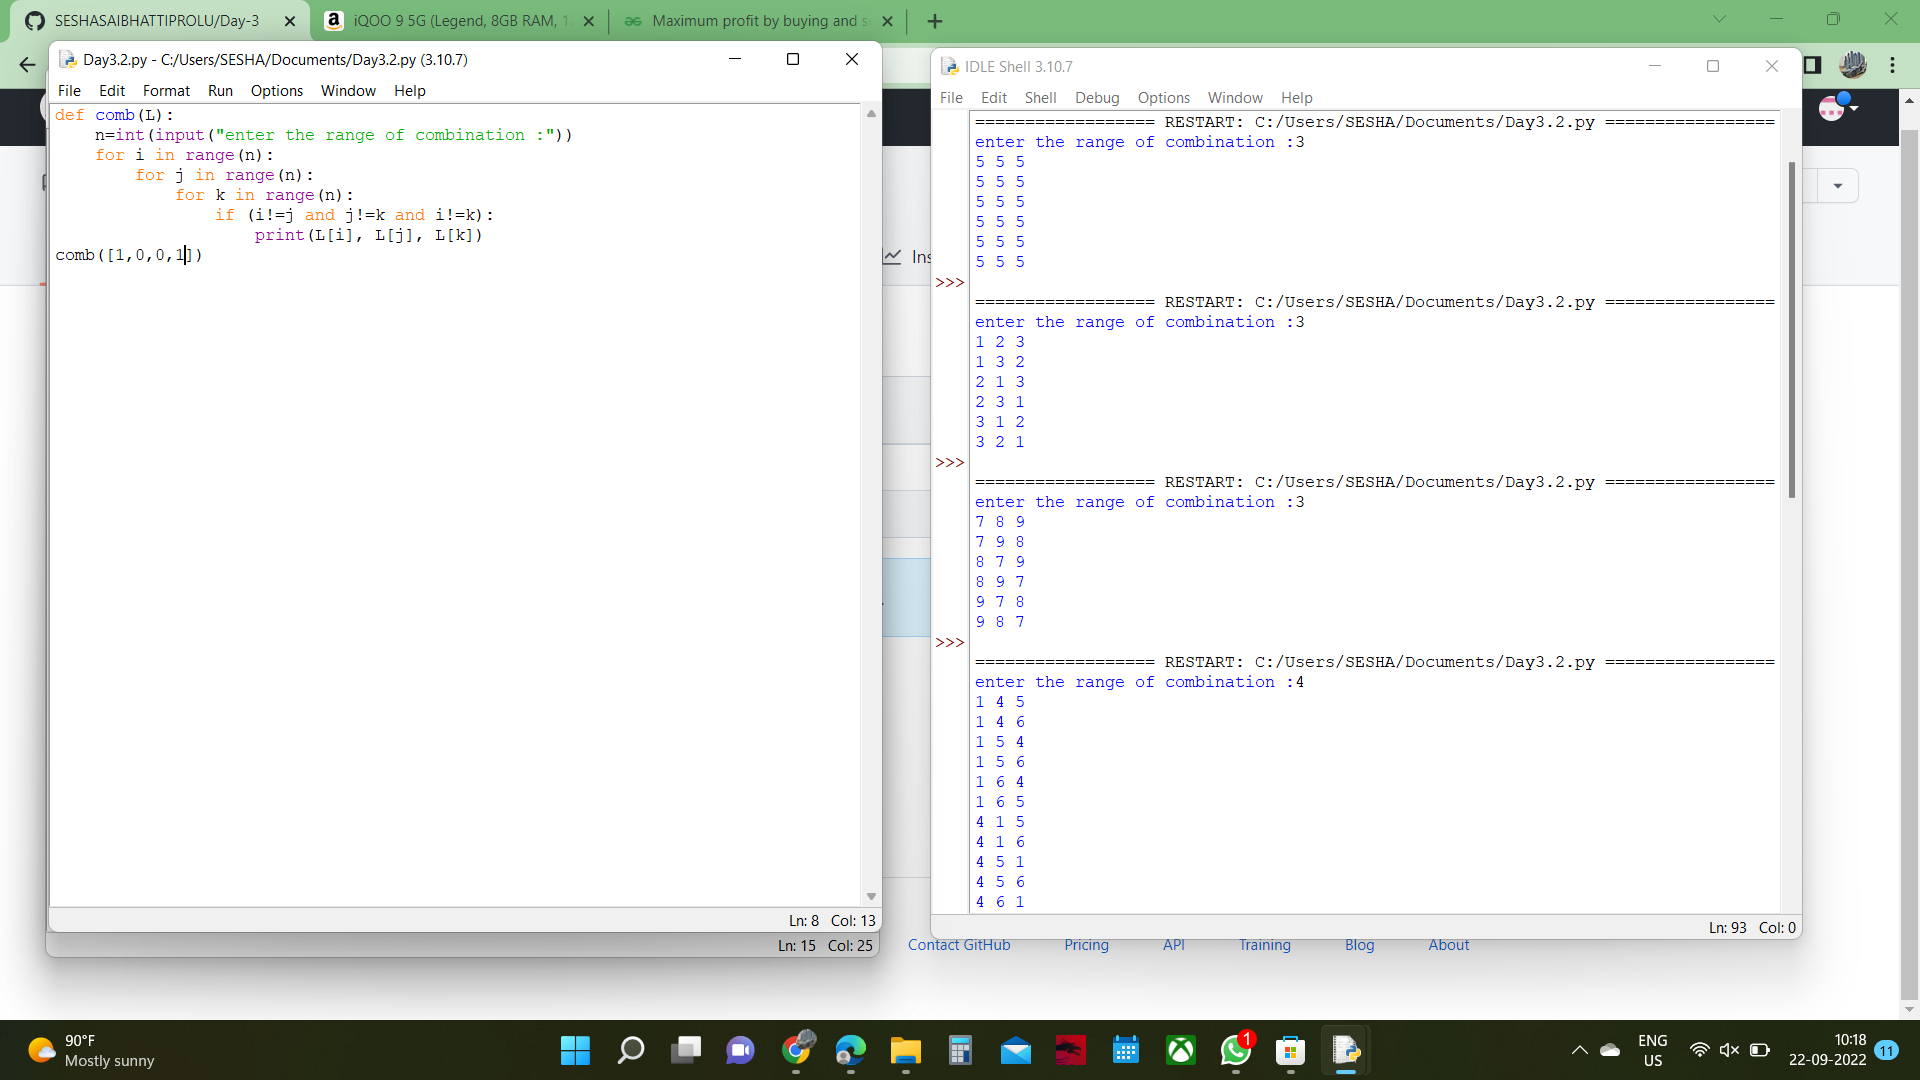 SESHASAIBHATTIPROLU/Day-3
iQOO 9 5G (Legend, 8GB RAM, 1
Maximum profit by buying and s
Day3.2.py - C:/Users/SESHA/Documents/Day3.2.py (3.10.7)
File Edit Format Run Options Window Help
def comb(L):
    n=int(input("enter the range of combination :"))
    for i in range(n):
        for j in range(n):
            for k in range(n):
                if (i!=j and j!=k and i!=k):
                    print(L[i], L[j], L[k])
comb([1,0,0,1])
Ln: 8 Col: 13
Ln: 15 Col: 25
Ins
IDLE Shell 3.10.7
File Edit Shell Debug Options Window Help
================== RESTART: C:/Users/SESHA/Documents/Day3.2.py =================
enter the range of combination :3
5 5 5
5 5 5
5 5 5
5 5 5
5 5 5
5 5 5
>>>
================== RESTART: C:/Users/SESHA/Documents/Day3.2.py =================
enter the range of combination :3
1 2 3
1 3 2
2 1 3
2 3 1
3 1 2
3 2 1
>>>
================== RESTART: C:/Users/SESHA/Documents/Day3.2.py =================
enter the range of combination :3
7 8 9
7 9 8
8 7 9
8 9 7
9 7 8
9 8 7
>>>
================== RESTART: C:/Users/SESHA/Documents/Day3.2.py =================
enter the range of combination :4
1 4 5
1 4 6
1 5 4
1 5 6
1 6 4
1 6 5
4 1 5
4 1 6
4 5 1
4 5 6
4 6 1
Ln: 93 Col: 0
Contact GitHub Pricing API Training Blog About
90°F
Mostly sunny
1
ENG
US
10:18
22-09-2022
11